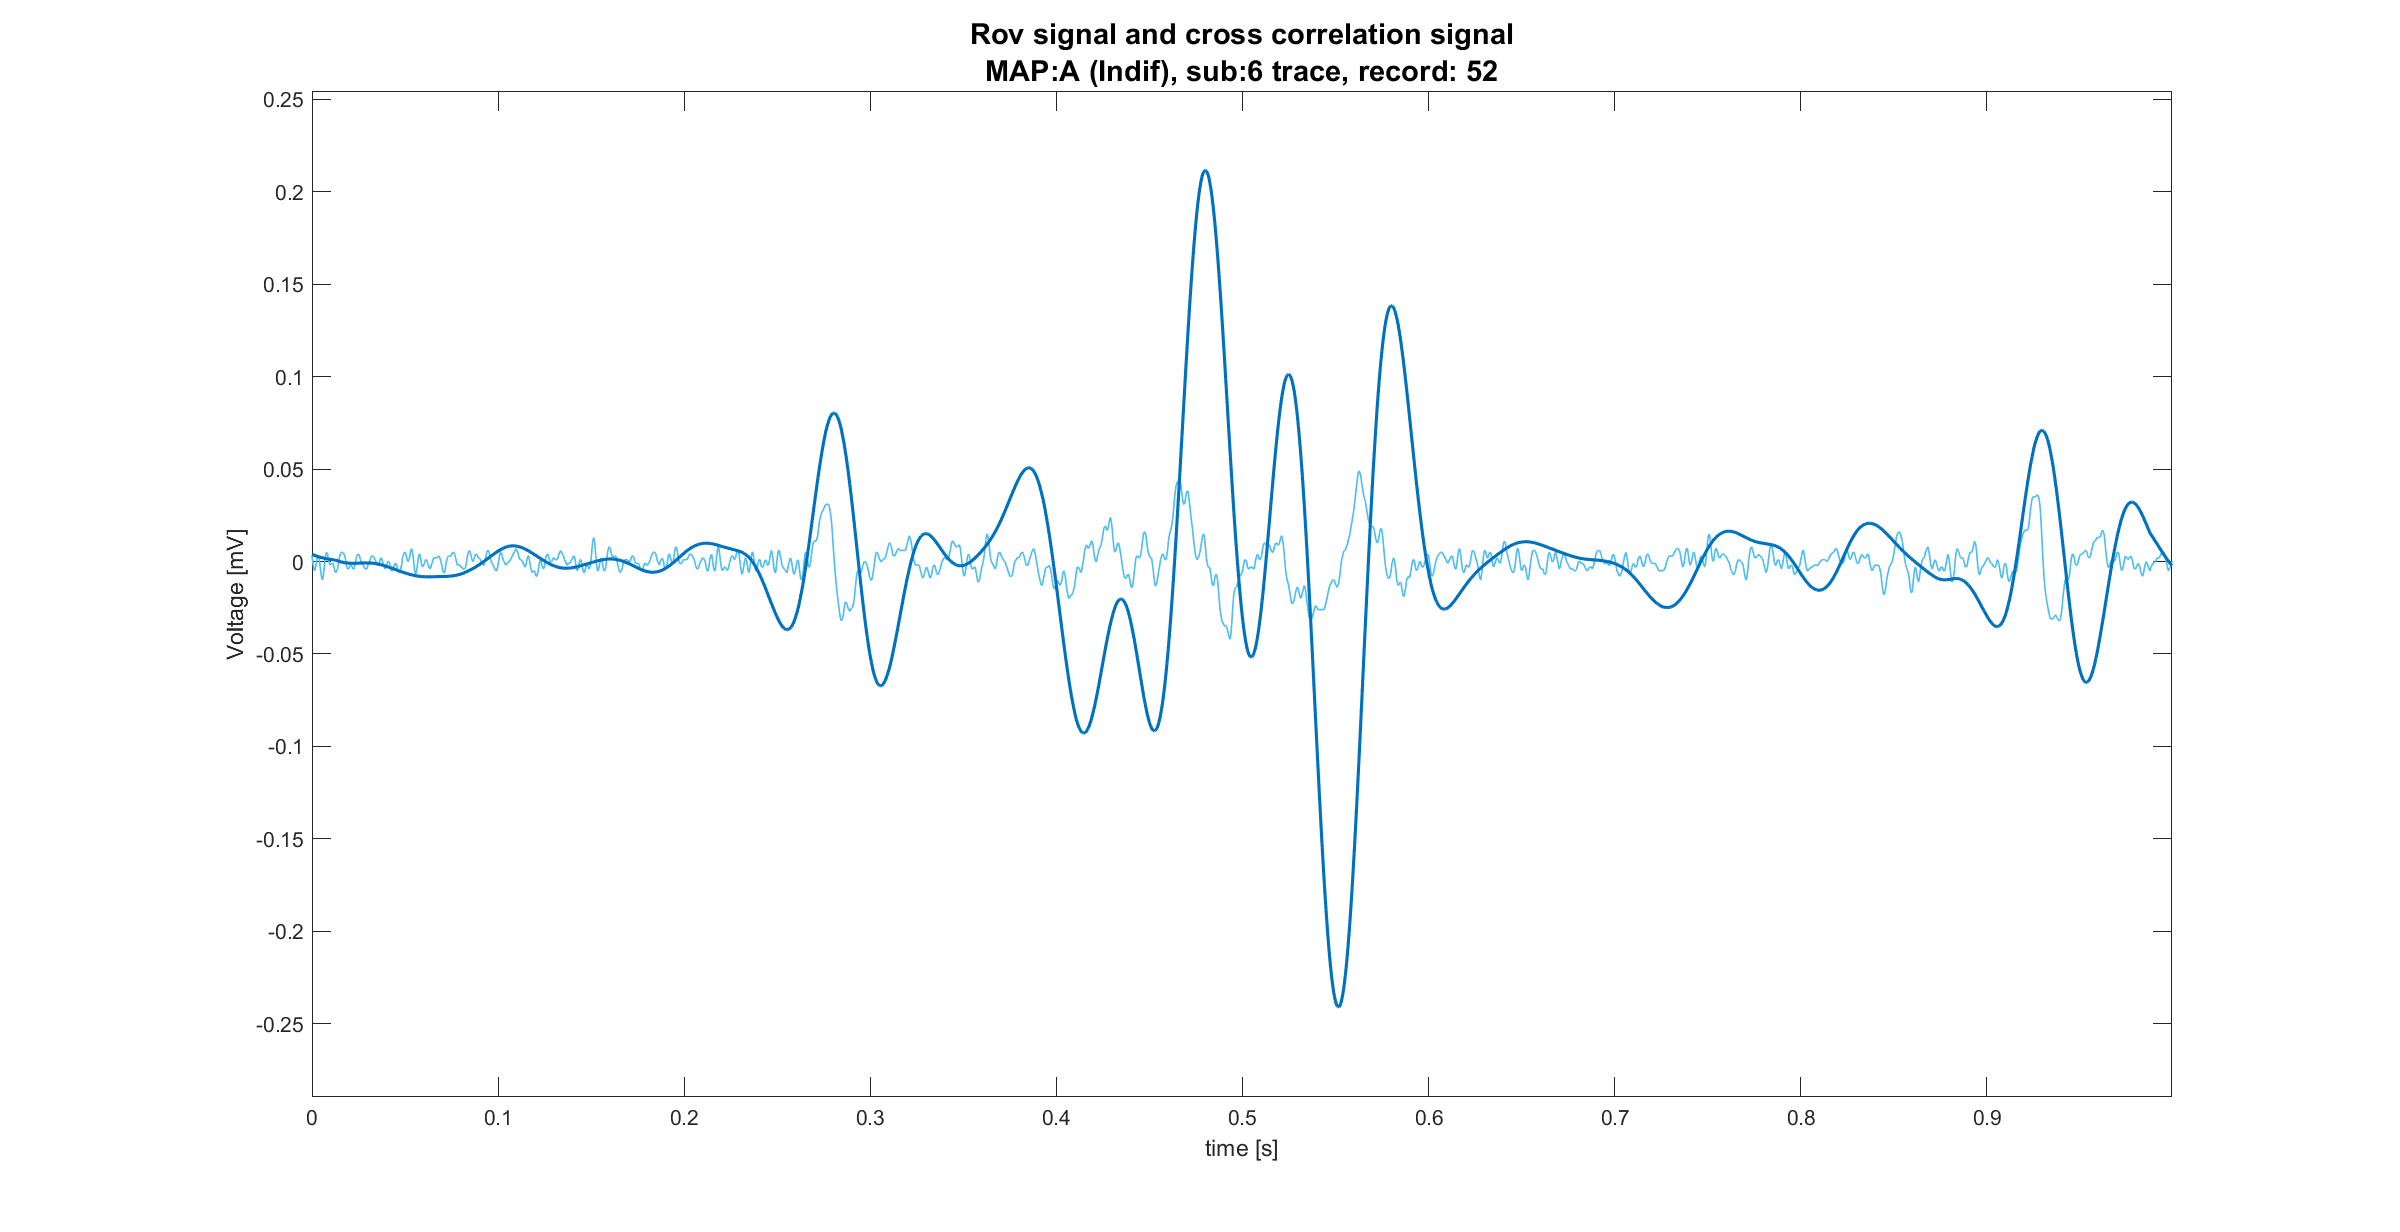 Rov signal and cross correlation signal
MAP:A (Indif), sub:6 trace, record: 52
0.25
0.2
0.15
0.1
0.05
0
-0.05
-0.1
-0.15
-0.2
-0.25
Voltage [mV]
0 0.1 0.2 0.3 0.4 0.5 0.6 0.7 0.8 0.9
time [s]